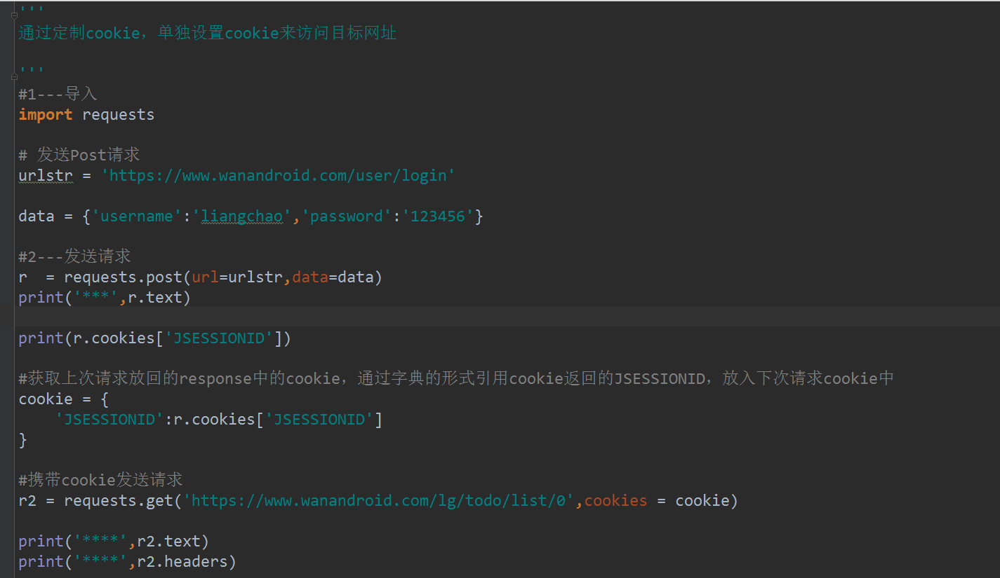 '''
通过定制cookie，单独设置cookie来访问目标网址
'''
#1---导入
import requests
# 发送Post请求
urlstr = 'https://www.wanandroid.com/user/login'
data = {'username':'liangchao','password':'123456'}
#2---发送请求
r  = requests.post(url=urlstr,data=data)
print('***',r.text)
print(r.cookies['JSESSIONID'])
#获取上次请求放回的response中的cookie，通过字典的形式引用cookie返回的JSESSIONID，放入下次请求cookie中
cookie = {
    'JSESSIONID':r.cookies['JSESSIONID']
}
#携带cookie发送请求
r2 = requests.get('https://www.wanandroid.com/lg/todo/list/0',cookies = cookie)
print('****',r2.text)
print('****',r2.headers)